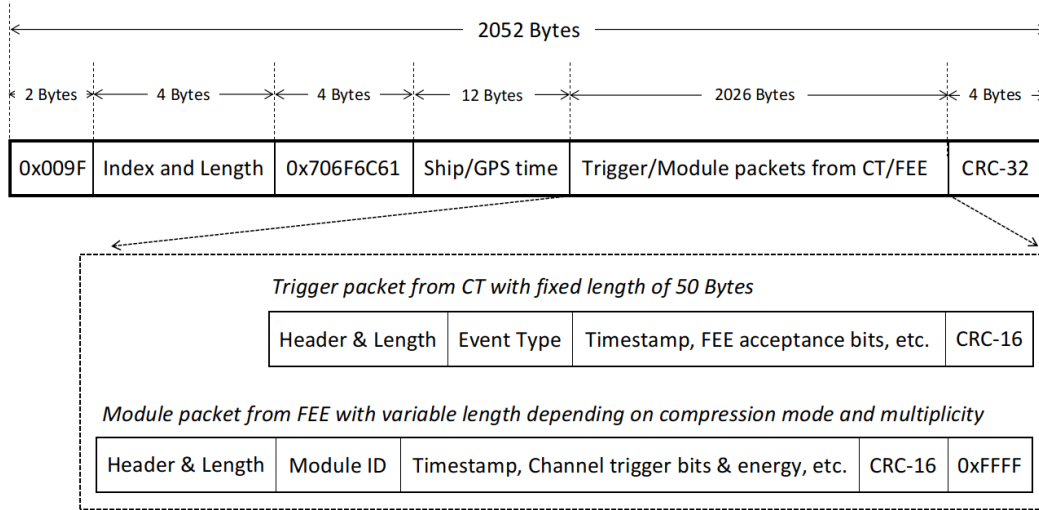 2052 Bytes
2 Bytes 4 Bytes 4 Bytes 12 Bytes 2026 Bytes 4 Bytes
0x009F Index and Length 0x706F6C61 Ship/GPS time Trigger/Module packets from CT/FEE CRC-32
Trigger packet from CT with fixed length of 50 Bytes
Header & Length Event Type Timestamp, FEE acceptance bits, etc. CRC-16
Module packet from FEE with variable length depending on compression mode and multiplicity
Header & Length Module ID Timestamp, Channel trigger bits & energy, etc. CRC-16 0xFFFF